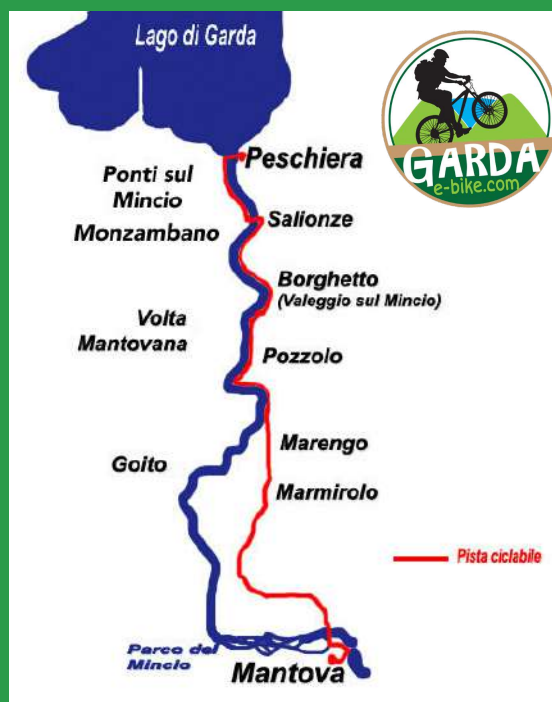 Lago di Garda
GARDA
e-bike.com
Peschiera
Ponti sul
Mincio
Monzambano
Salionze
Borghetto
(Valeggio sul Mincio)
Volta
Mantovana
Pozzolo
Marengo
Goito
Marmirolo
Pista ciclabile
Parco del
Mincio
Mantova